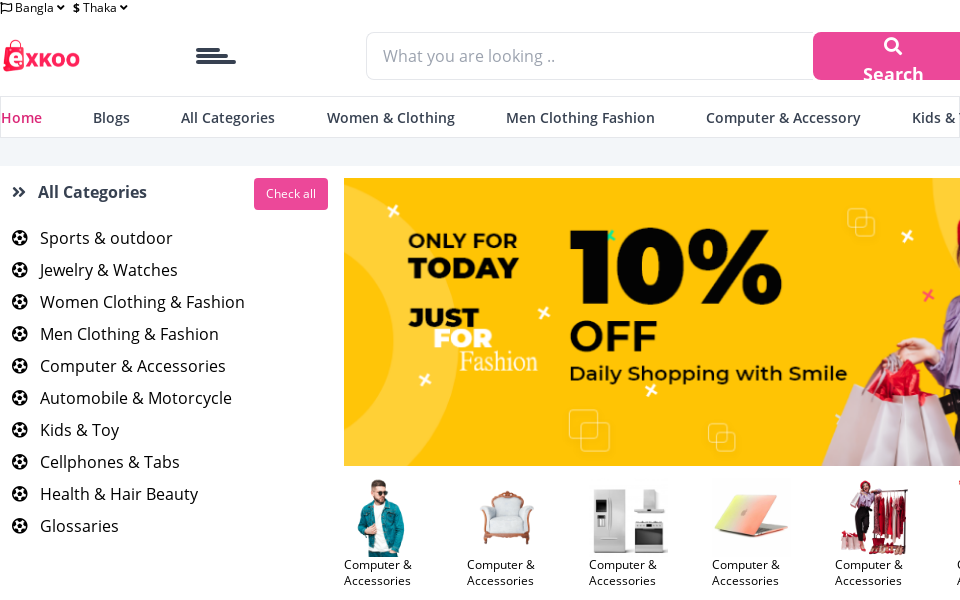 Bangla $ Thaka
exkoo
What you are looking ..
Search
Home Blogs All Categories Women & Clothing Men Clothing Fashion Computer & Accessory Kids &
All Categories
Check all
Sports & outdoor
Jewelry & Watches
Women Clothing & Fashion
Men Clothing & Fashion
Computer & Accessories
Automobile & Motorcycle
Kids & Toy
Cellphones & Tabs
Health & Hair Beauty
Glossaries
ONLY FOR
TODAY
JUST
FOR
Fashion
10%
OFF
Daily Shopping with Smile
Computer &
Accessories
Computer &
Accessories
Computer &
Accessories
Computer &
Accessories
Computer &
Accessories